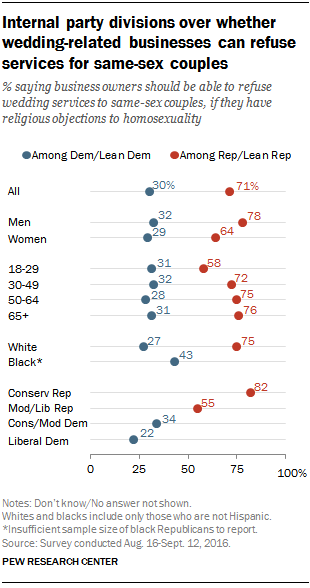 Internal party divisions over whether
wedding-related businesses can refuse
services for same-sex couples
% saying business owners should be able to refuse
wedding services to same-sex couples, if they have
religious objections to homosexuality
Among Dem/Lean Dem Among Rep/Lean Rep
All 30% 71%
Men 32 78
Women 29 64
18-29 31 58
30-49 32 72
50-64 28 75
65+ 31 76
White 27 75
Black* 43
Conserv Rep 82
Mod/Lib Rep 55
Cons/Mod Dem 34
Liberal Dem 22
0 25 50 75 100%
Notes: Don't know/No answer not shown.
Whites and blacks include only those who are not Hispanic.
*Insufficient sample size of black Republicans to report.
Source: Survey conducted Aug. 16-Sept. 12, 2016.
PEW RESEARCH CENTER